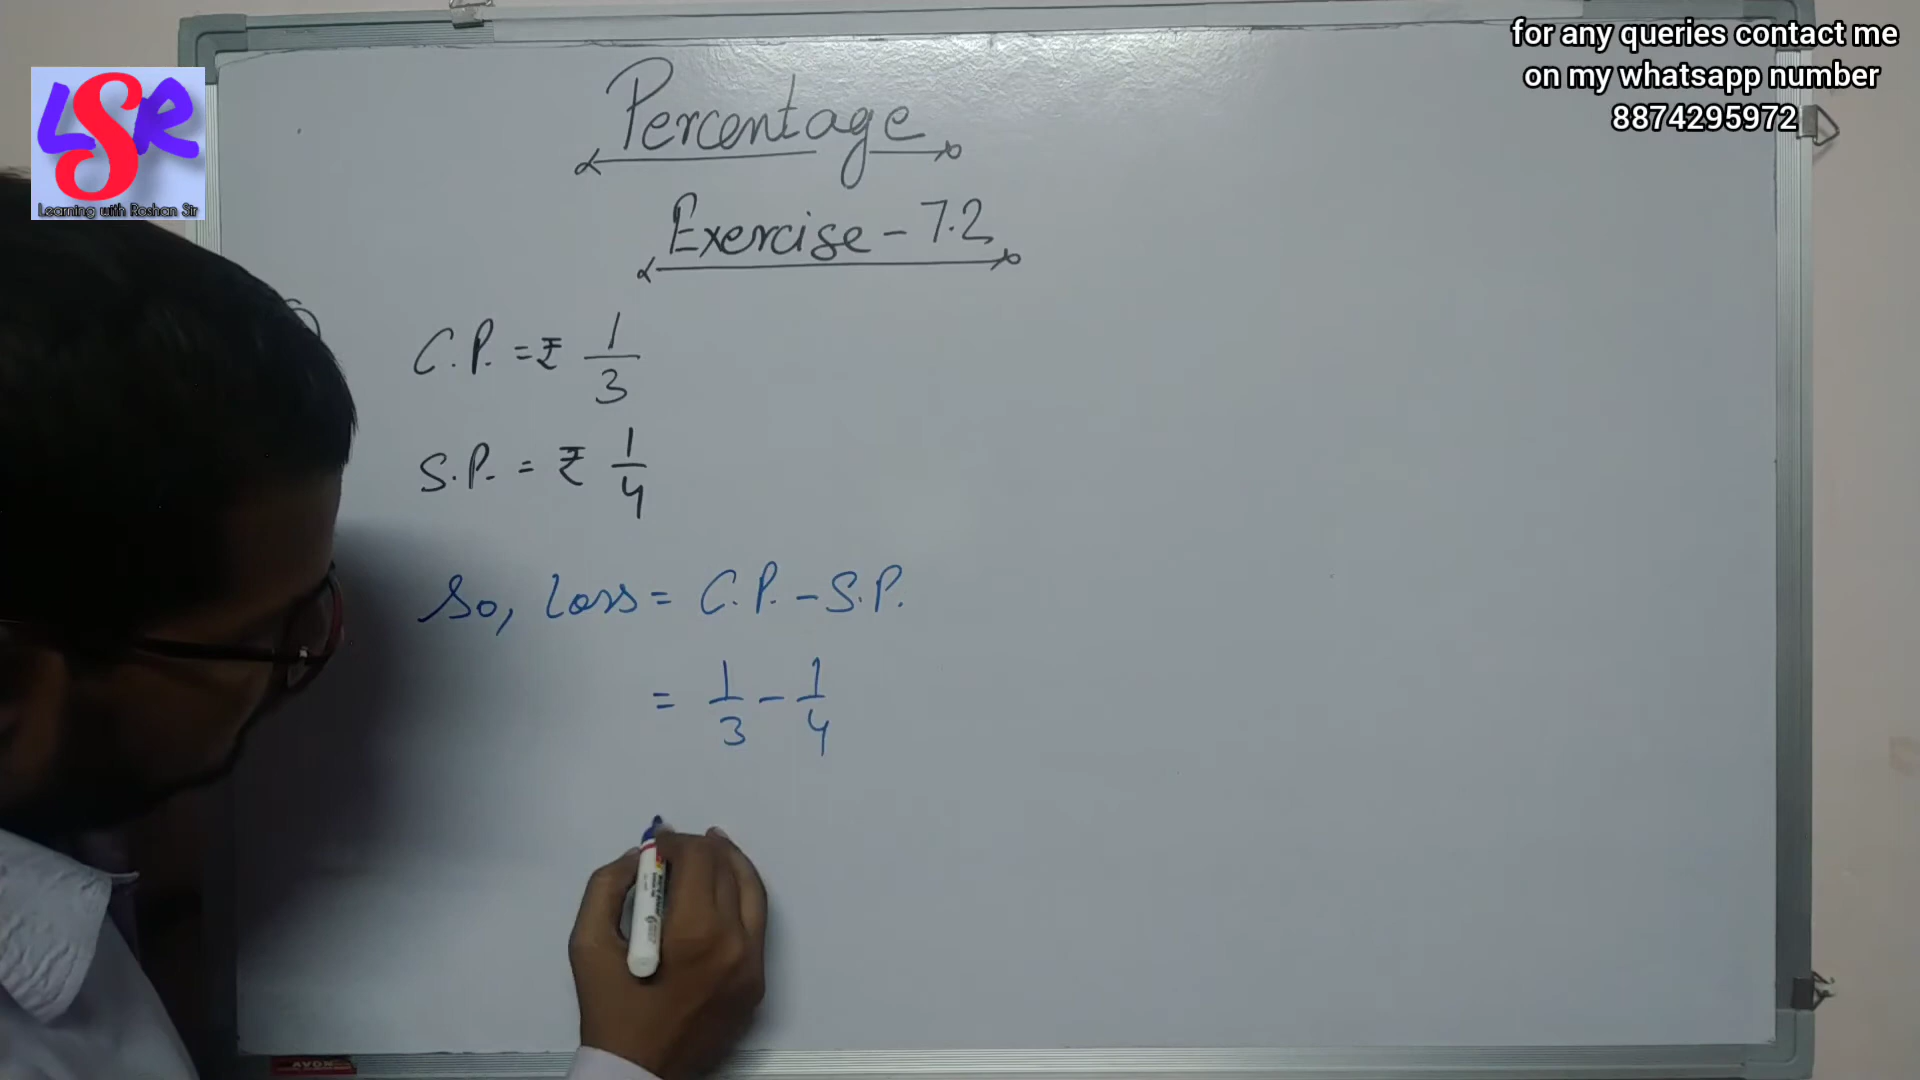 for any queries contact me
on my whatsapp number
8874295972
LSR
Learning with Roshan Sir
Percentage
Exercise - 7.2
C.P. = ₹ 1/3
S.P. = ₹ 1/4
So, Loss = C.P. - S.P.
= 1/3 - 1/4